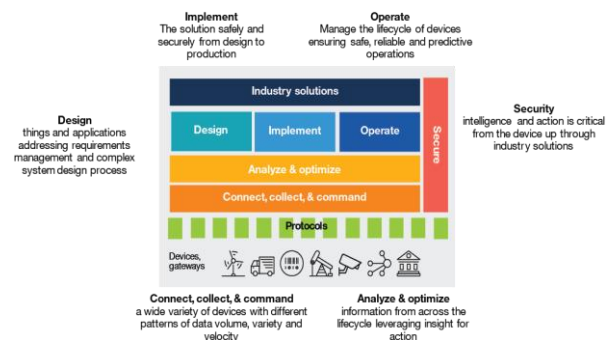 Implement
The solution safely and
securely from design to
production
Operate
Manage the lifecycle of devices
ensuring safe, reliable and predictive
operations
Design
things and applications
addressing requirements
management and complex
system design process
Industry solutions
Design
Implement
Operate
Secure
Analyze & optimize
Connect, collect, & command
Protocols
Devices,
gateways
Security
intelligence and action is critical
from the device up through
industry solutions
Connect, collect, & command
a wide variety of devices with different
patterns of data volume, variety and
velocity
Analyze & optimize
information from across the
lifecycle leveraging insight for
action